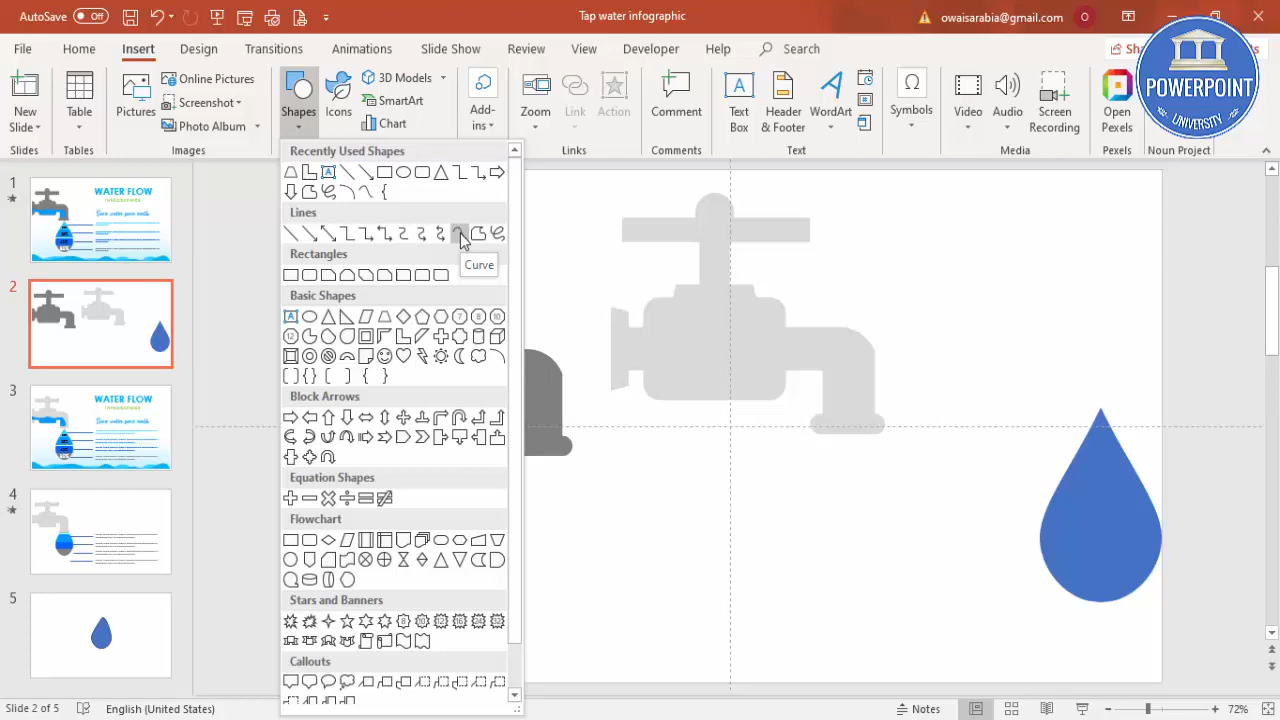 AutoSave Off
Tap water infographic
owaisarabia@gmail.com O
File Home Insert Design Transitions Animations Slide Show Review View Developer Help Search
POWERPOINT
UNIVERSITY
New Slide
Table
Pictures
Online Pictures
Screenshot
Photo Album
Shapes
Icons
3D Models
SmartArt
Chart
Add-ins
Zoom
Link
Action
Comment
Text Box
Header & Footer
WordArt
Symbols
Video
Audio
Screen Recording
Open Pexels
Slides Tables Images Links Comments Text Media Pexels Noun Project
Recently Used Shapes
Lines
Curve
Rectangles
Basic Shapes
Block Arrows
Equation Shapes
Flowchart
Stars and Banners
Callouts
1
WATER FLOW
2
3
WATER FLOW
4
5
Slide 2 of 5 English (United States) Notes 72%